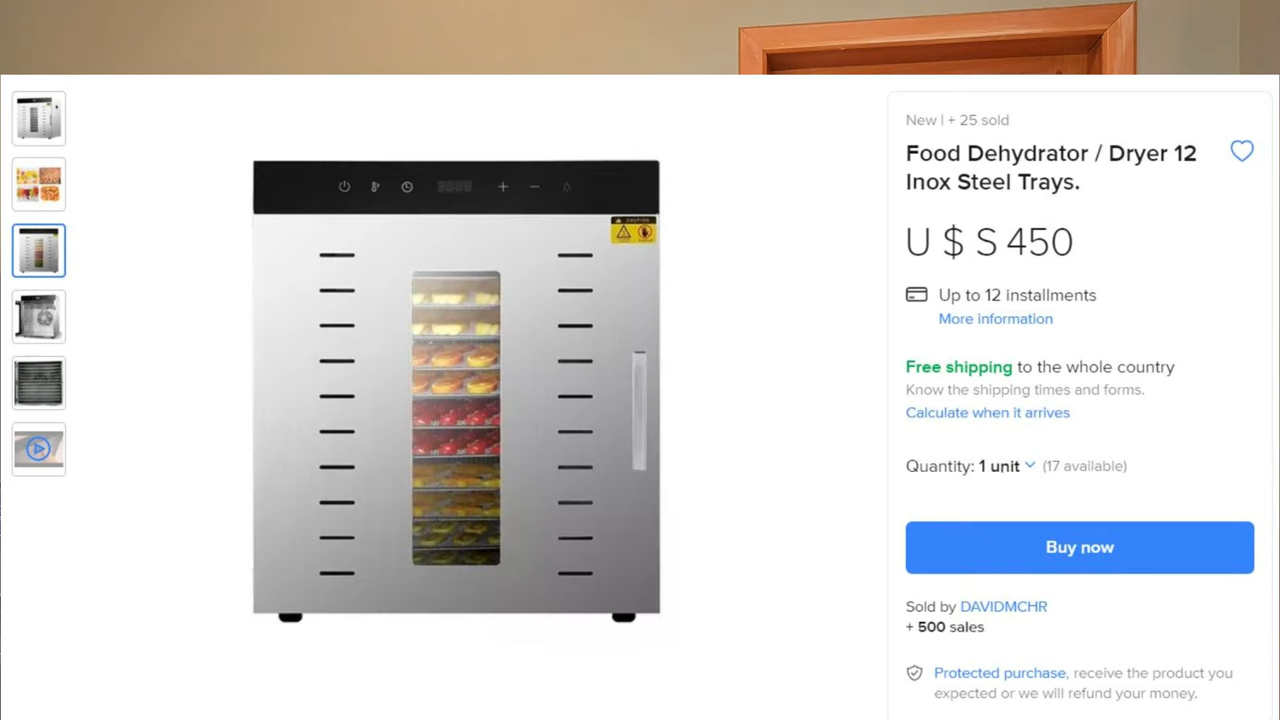 CAUTION
New | + 25 sold
Food Dehydrator / Dryer 12
Inox Steel Trays.
U $ S 450
Up to 12 installments
More information
Free shipping to the whole country
Know the shipping times and forms.
Calculate when it arrives
Quantity: 1 unit (17 available)
Buy now
Sold by DAVIDMCHR
+ 500 sales
Protected purchase, receive the product you
expected or we will refund your money.